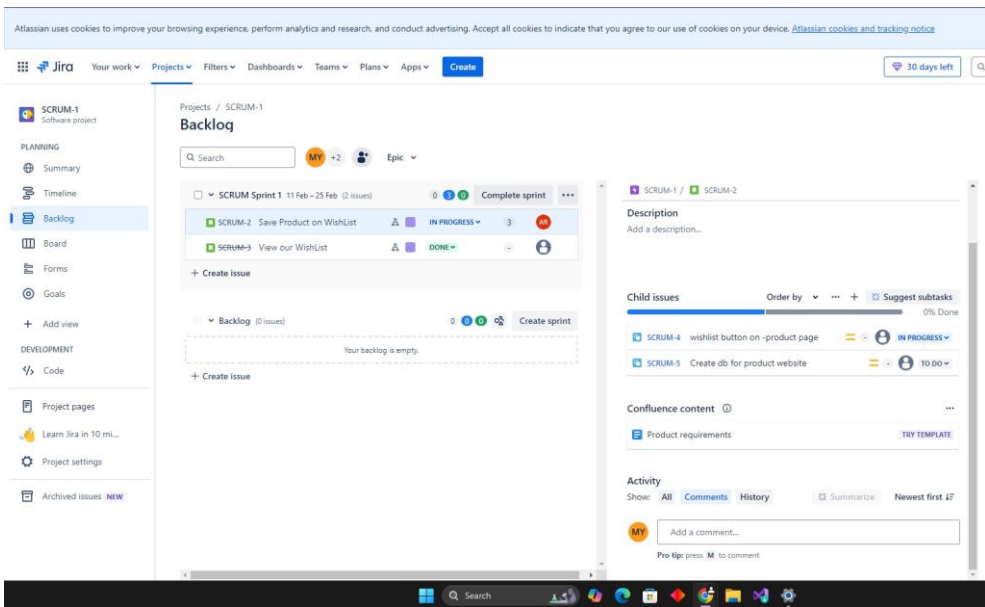 Atlassian uses cookies to improve your browsing experience, perform analytics and research, and conduct advertising. Accept all cookies to indicate that you agree to our use of cookies on your device. Atlassian cookies and tracking notice
Jira Your work Projects Filters Dashboards Teams Plans Apps Create 30 days left
SCRUM-1
Software project
PLANNING
Summary
Timeline
Backlog
Board
Forms
Goals
Add view
DEVELOPMENT
Code
Project pages
Learn Jira in 10 mi...
Project settings
Archived issues NEW
Projects / SCRUM-1
Backlog
Search MY +2 Epic
SCRUM Sprint 1 11 Feb – 25 Feb (2 issues) 0 3 0 Complete sprint ...
SCRUM-2 Save Product on WishList IN PROGRESS 3 AR
SCRUM-3 View our WishList DONE -
+ Create issue
Backlog (0 issues) 0 0 0 Create sprint
Your backlog is empty.
+ Create issue
SCRUM-1 / SCRUM-2
Description
Add a description...
Child issues Order by ... + Suggest subtasks
0% Done
SCRUM-4 wishlist button on -product page - IN PROGRESS
SCRUM-5 Create db for product website - TO DO
Confluence content ...
Product requirements TRY TEMPLATE
Activity
Show: All Comments History Summarize Newest first
MY Add a comment...
Pro tip: press M to comment
Search